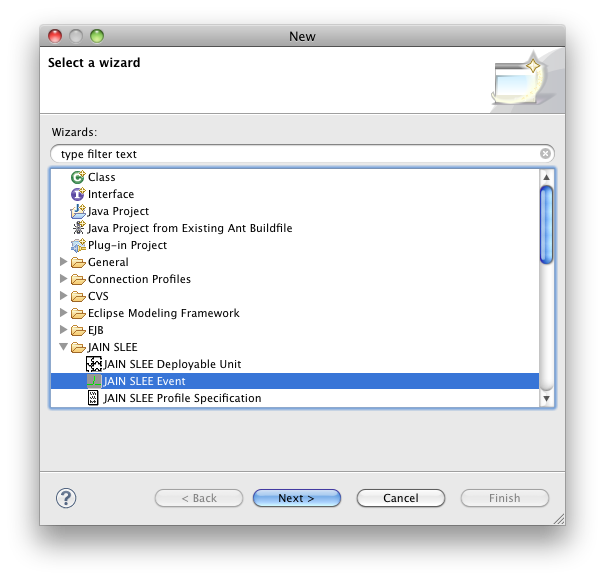 New
Select a wizard
Wizards:
type filter text
Class
Interface
Java Project
Java Project from Existing Ant Buildfile
Plug-in Project
General
Connection Profiles
CVS
Eclipse Modeling Framework
EJB
JAIN SLEE
JAIN SLEE Deployable Unit
JAIN SLEE Event
JAIN SLEE Profile Specification
? < Back Next > Cancel Finish